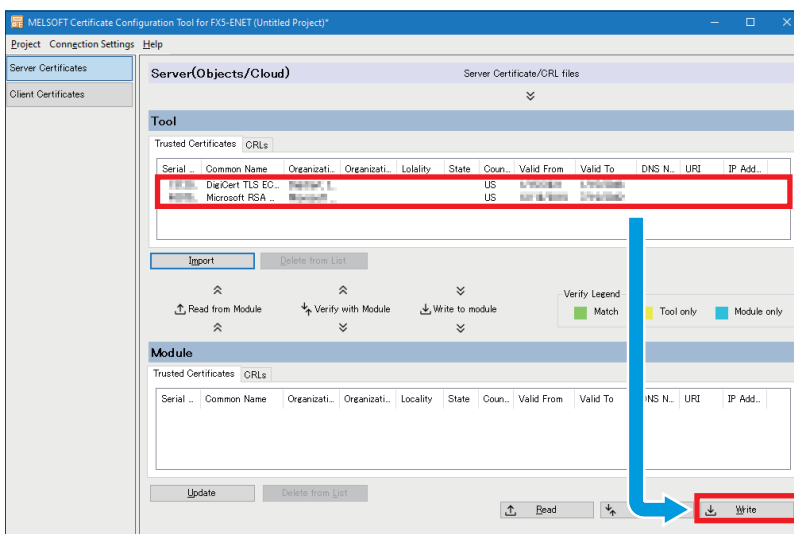 MELSOFT Certificate Configuration Tool for FX5-ENET (Untitled Project)*
Project Connection Settings Help
Server Certificates
Client Certificates
Server(Objects/Cloud)
Server Certificate/CRL files
Tool
Trusted Certificates CRLs
Serial .. Common Name Organizati.. Organizati.. Lolality State Coun.. Valid From Valid To DNS N.. URI IP Add..
DigiCert TLS EC.. US
Microsoft RSA .. US
Import Delete from List
Read from Module Verify with Module Write to module
Verify Legend
Match Tool only Module only
Module
Trusted Certificates CRLs
Serial .. Common Name Organizati.. Organizati.. Locality State Coun.. Valid From Valid To NS N.. URI IP Add..
Update Delete from List
Read Write